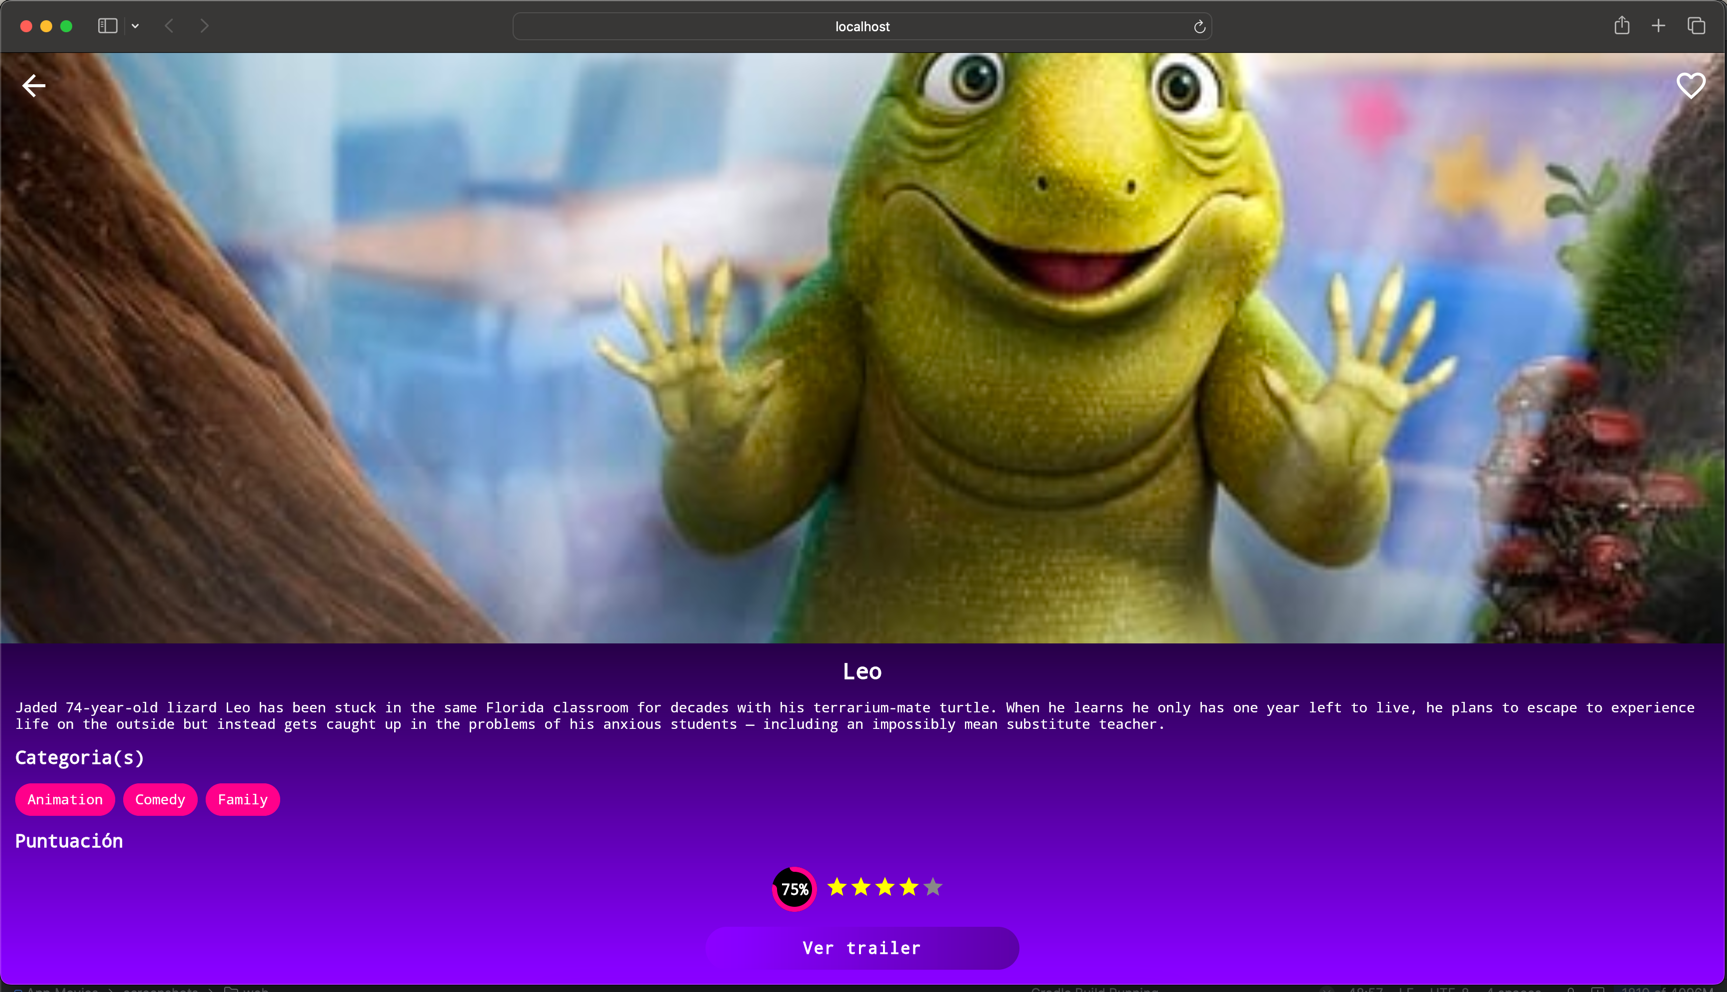 localhost
Leo
Jaded 74-year-old lizard Leo has been stuck in the same Florida classroom for decades with his terrarium-mate turtle. When he learns he only has one year left to live, he plans to escape to experience
life on the outside but instead gets caught up in the problems of his anxious students — including an impossibly mean substitute teacher.
Categoria(s)
Animation Comedy Family
Puntuación
75%
Ver trailer